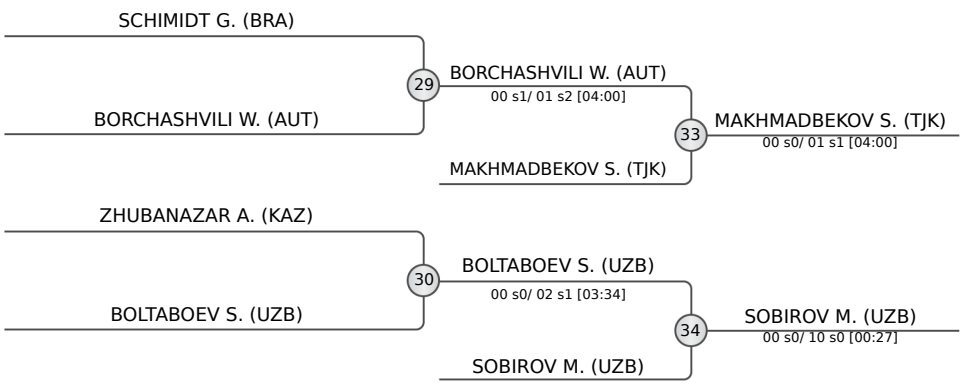 SCHIMIDT G. (BRA)
29
BORCHASHVILI W. (AUT)
00 s1/ 01 s2 [04:00]
BORCHASHVILI W. (AUT)
33
MAKHMADBEKOV S. (TJK)
00 s0/ 01 s1 [04:00]
MAKHMADBEKOV S. (TJK)
ZHUBANAZAR A. (KAZ)
30
BOLTABOEV S. (UZB)
00 s0/ 02 s1 [03:34]
BOLTABOEV S. (UZB)
34
SOBIROV M. (UZB)
00 s0/ 10 s0 [00:27]
SOBIROV M. (UZB)